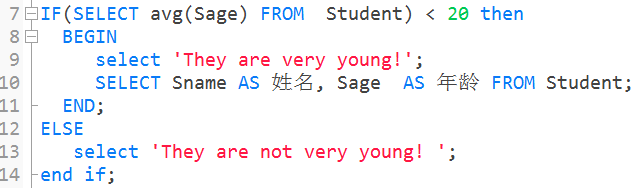 7 IF(SELECT avg(Sage) FROM  Student) < 20 then
8   BEGIN
9      select 'They are very young!';
10      SELECT Sname AS 姓名, Sage  AS 年龄 FROM Student;
11   END;
12 ELSE
13    select 'They are not very young! ';
14 end if;